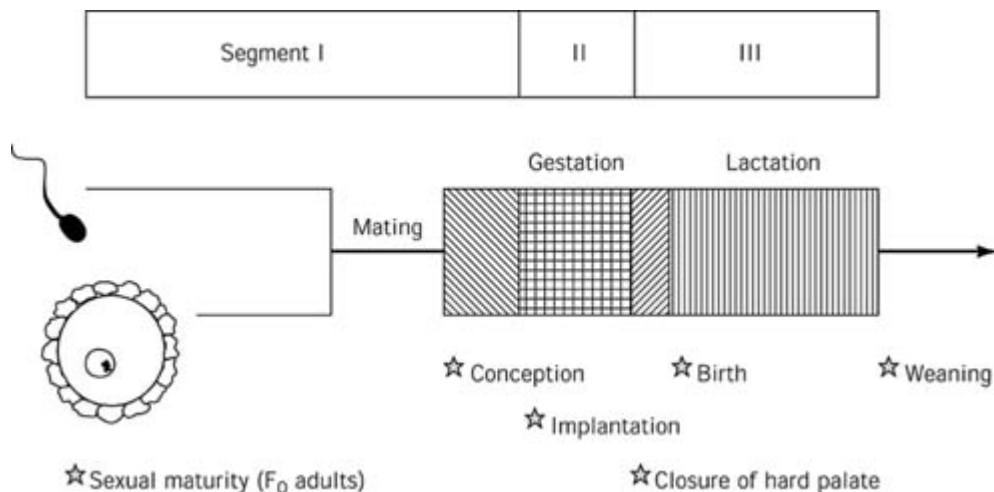 Segment I
II
III
Gestation
Lactation
Mating
Conception
Birth
Weaning
Implantation
Sexual maturity (F₀ adults)
Closure of hard palate